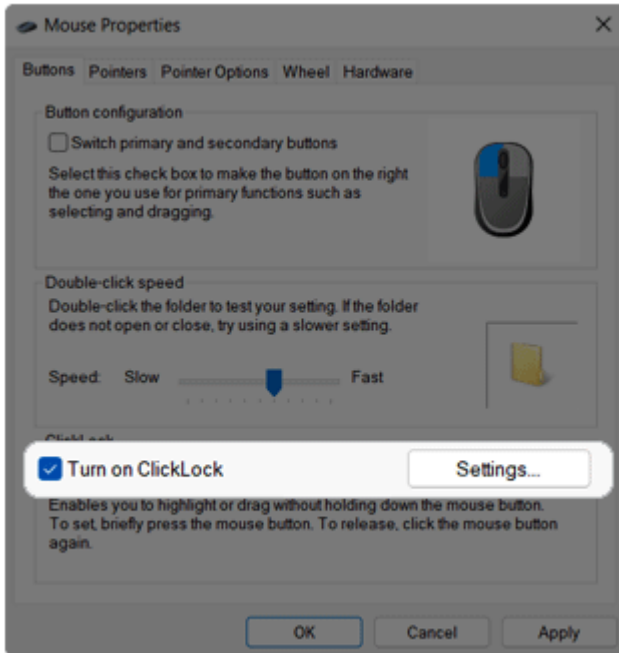 Mouse Properties
Buttons Pointers Pointer Options Wheel Hardware
Button configuration
Switch primary and secondary buttons
Select this check box to make the button on the right
the one you use for primary functions such as
selecting and dragging.
Double-click speed
Double-click the folder to test your setting. If the folder
does not open or close, try using a slower setting.
Speed: Slow Fast
ClickLock
Turn on ClickLock Settings...
Enables you to highlight or drag without holding down the mouse button.
To set, briefly press the mouse button. To release, click the mouse button
again.
OK Cancel Apply